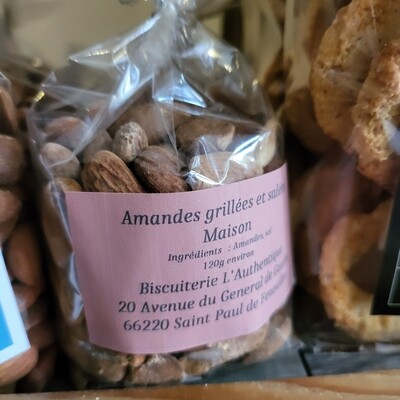 Amandes grillées et salées
Maison
Ingrédients : Amandes, sel
120g environ
Biscuiterie L'Authentique
20 Avenue du General de
66220 Saint Paul de